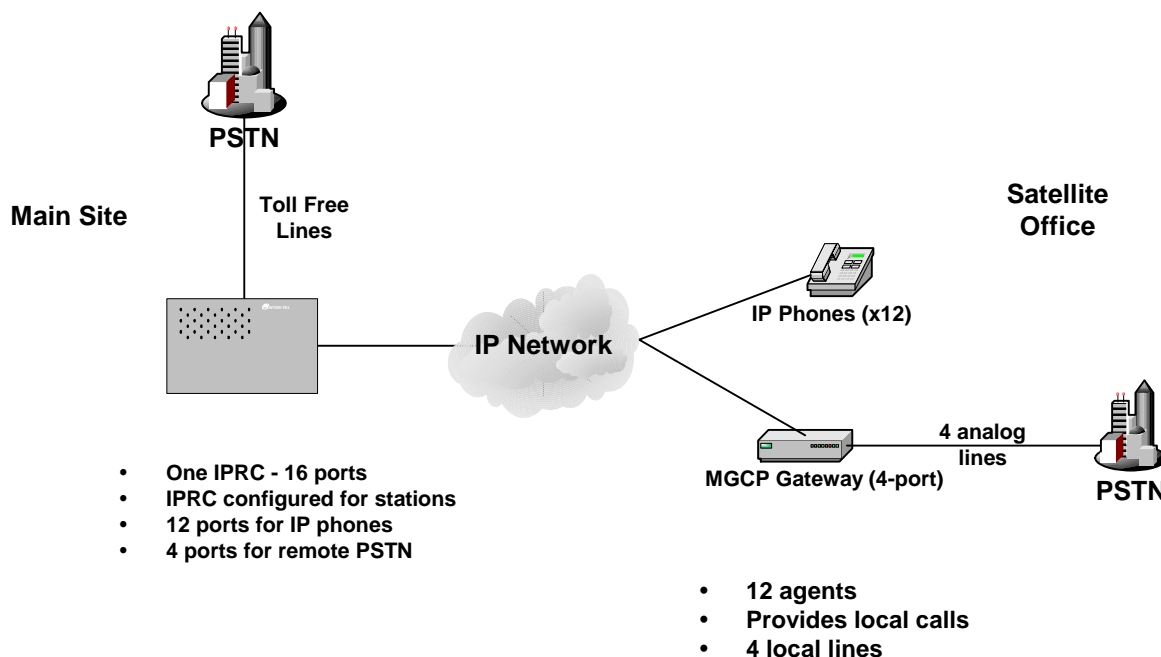 PSTN
Main Site
Toll Free
Lines
Satellite
Office
IP Phones (x12)
IP Network
4 analog
lines
MGCP Gateway (4-port)
PSTN
• One IPRC - 16 ports
• IPRC configured for stations
• 12 ports for IP phones
• 4 ports for remote PSTN
• 12 agents
• Provides local calls
• 4 local lines